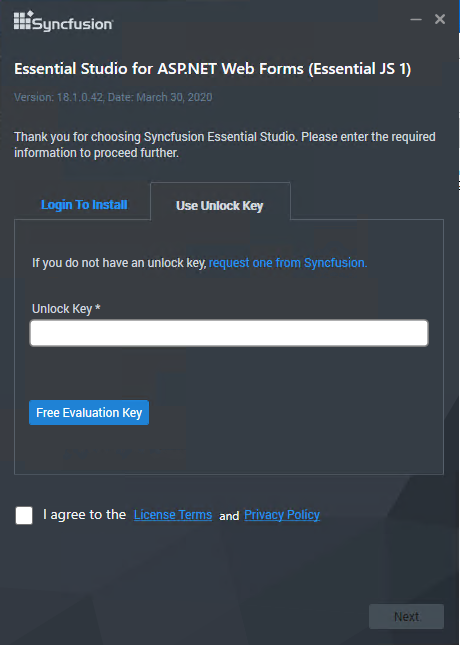 Syncfusion
Essential Studio for ASP.NET Web Forms (Essential JS 1)
Version: 18.1.0.42, Date: March 30, 2020
Thank you for choosing Syncfusion Essential Studio. Please enter the required
information to proceed further.
Login To Install
Use Unlock Key
If you do not have an unlock key, request one from Syncfusion.
Unlock Key *
Free Evaluation Key
I agree to the License Terms and Privacy Policy
Next